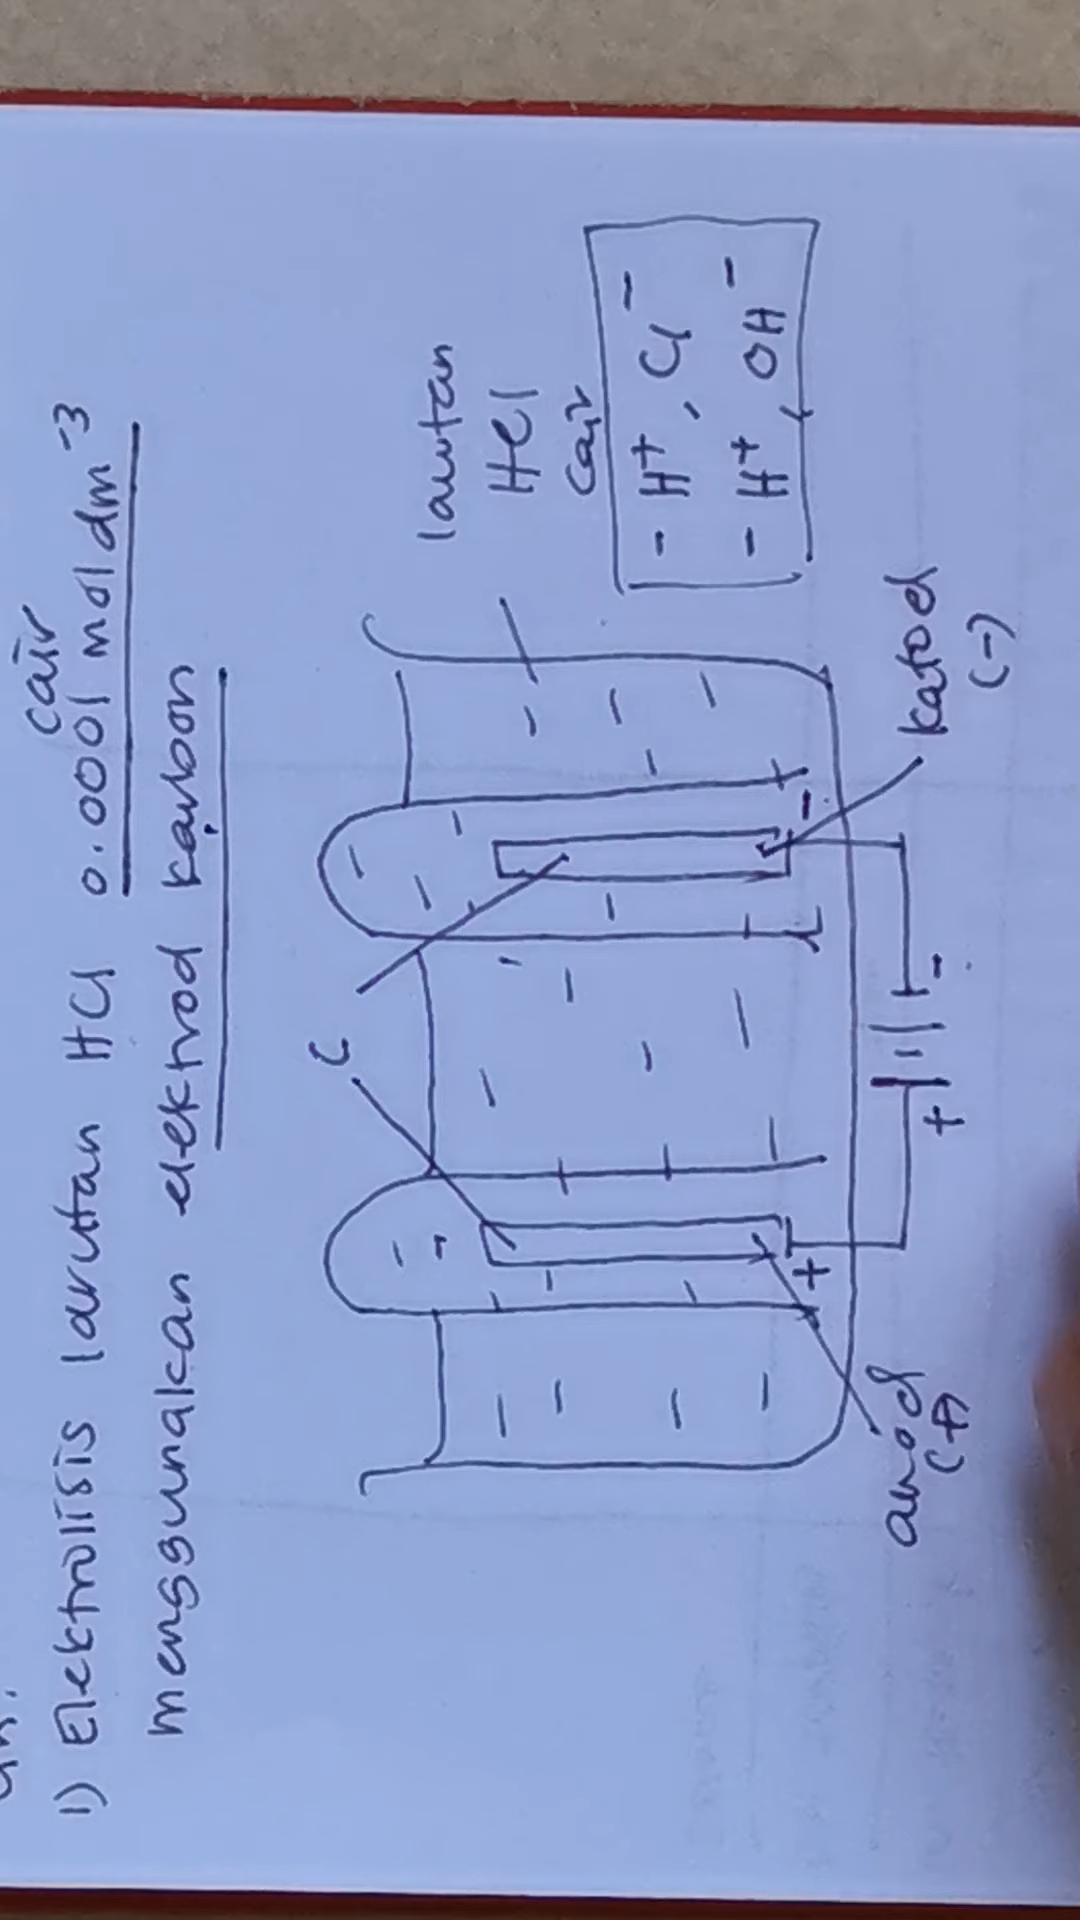 cair
1) Elektrolisis larutan HCl 0.0001 mol dm⁻³
menggunakan elektrod karbon
C
larutan
HCl
cair
- H⁺, Cl⁻
- H⁺, OH⁻
+
-
anod
(+)
+
-
katod
(-)